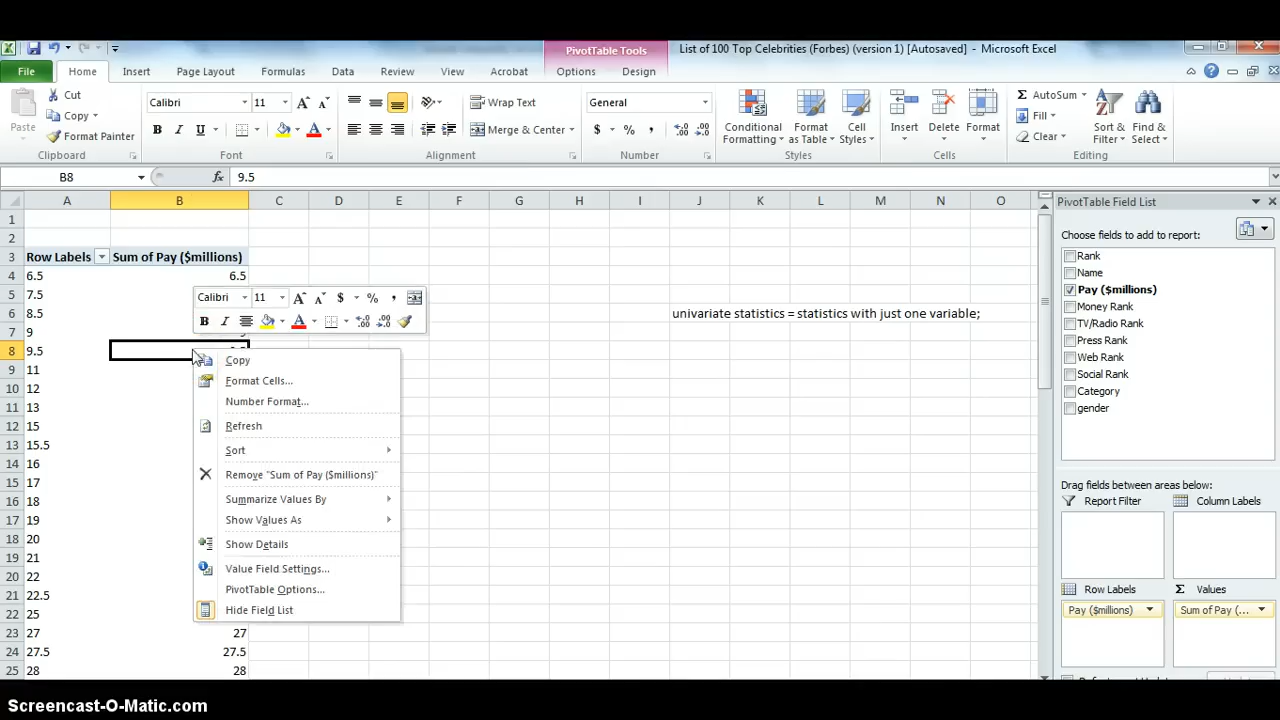 PivotTable Tools
List of 100 Top Celebrities (Forbes) (version 1) [Autosaved] - Microsoft Excel
File Home Insert Page Layout Formulas Data Review View Acrobat Options Design
Paste
Cut
Copy
Format Painter
Clipboard
Calibri 11
B I U A
Font
Wrap Text
Merge & Center
Alignment
General
$ % ,
Number
Conditional Formatting
Format as Table
Cell Styles
Styles
Insert Delete Format
Cells
AutoSum
Fill
Clear
Sort & Filter
Find & Select
Editing
B8 fx 9.5
A B C D E F G H I J K L M N O
1
2
3 Row Labels Sum of Pay ($millions)
4 6.5 6.5
5 7.5
6 8.5 univariate statistics = statistics with just one variable;
7 9
8 9.5
9 11
10 12
11 13
12 15
13 15.5
14 16
15 17
16 18
17 19
18 20
19 21
20 22
21 22.5
22 25
23 27 27
24 27.5 27.5
25 28 28
Calibri 11 A A $ % ,
B I A
Copy
Format Cells...
Number Format...
Refresh
Sort
Remove "Sum of Pay ($millions)"
Summarize Values By
Show Values As
Show Details
Value Field Settings...
PivotTable Options...
Hide Field List
PivotTable Field List
Choose fields to add to report:
Rank
Name
Pay ($millions)
Money Rank
TV/Radio Rank
Press Rank
Web Rank
Social Rank
Category
gender
Drag fields between areas below:
Report Filter Column Labels
Row Labels Σ Values
Pay ($millions) Sum of Pay (...
Screencast-O-Matic.com